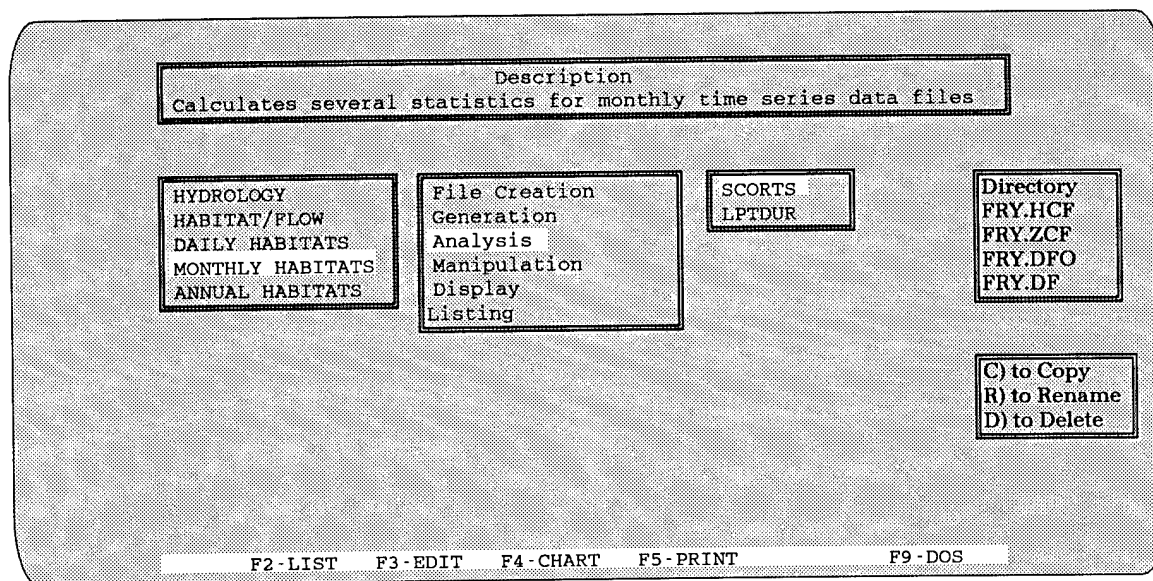 Description
Calculates several statistics for monthly time series data files
HYDROLOGY
HABITAT/FLOW
DAILY HABITATS
MONTHLY HABITATS
ANNUAL HABITATS
File Creation
Generation
Analysis
Manipulation
Display
Listing
SCORTS
LPTDUR
Directory
FRY.HCF
FRY.ZCF
FRY.DFO
FRY.DF
C) to Copy
R) to Rename
D) to Delete
F2-LIST F3-EDIT F4-CHART F5-PRINT F9-DOS